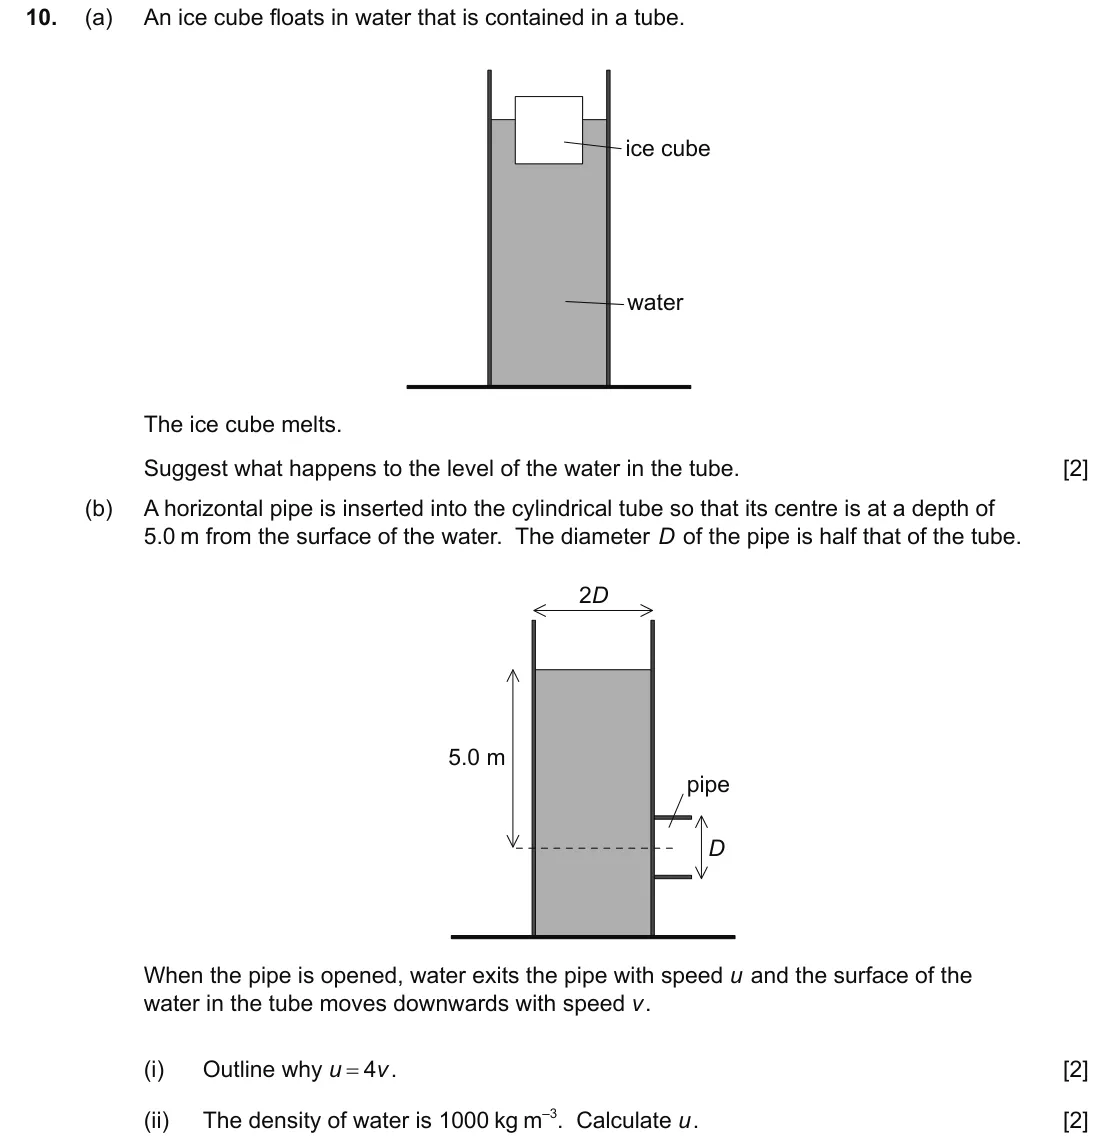 10. (a) An ice cube floats in water that is contained in a tube.
ice cube
water
The ice cube melts.
Suggest what happens to the level of the water in the tube. [2]
(b) A horizontal pipe is inserted into the cylindrical tube so that its centre is at a depth of
5.0 m from the surface of the water. The diameter D of the pipe is half that of the tube.
2D
5.0 m
pipe
D
When the pipe is opened, water exits the pipe with speed u and the surface of the
water in the tube moves downwards with speed v.
(i) Outline why u = 4v. [2]
(ii) The density of water is 1000 kg m⁻³. Calculate u. [2]